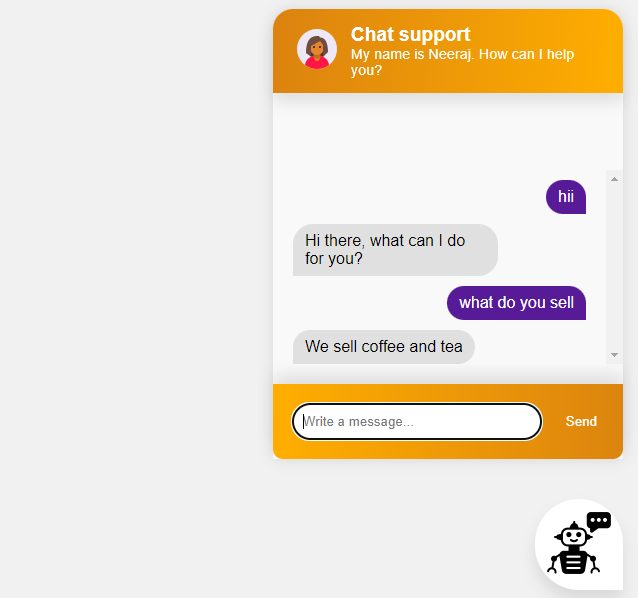 Chat support
My name is Neeraj. How can I help
you?
hii
Hi there, what can I do
for you?
what do you sell
We sell coffee and tea
Write a message...
Send